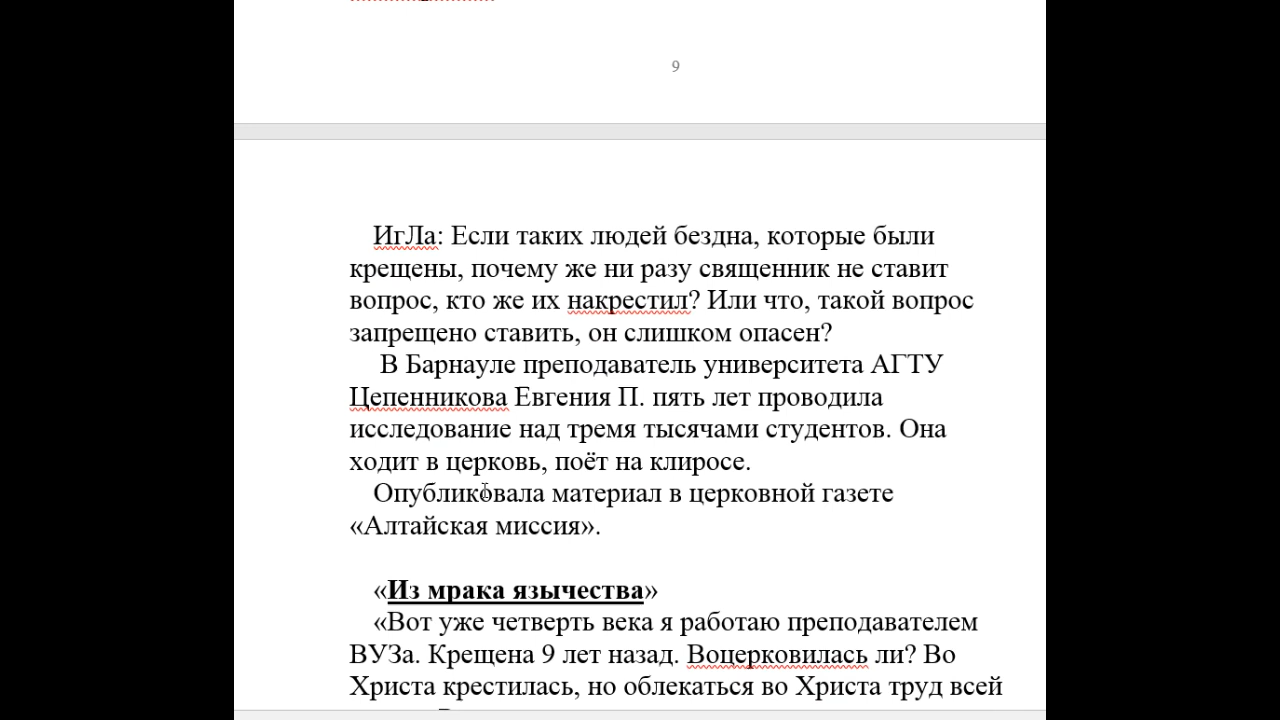 9
ИгЛа: Если таких людей бездна, которые были
крещены, почему же ни разу священник не ставит
вопрос, кто же их накрестил? Или что, такой вопрос
запрещено ставить, он слишком опасен?
В Барнауле преподаватель университета АГТУ
Цепенникова Евгения П. пять лет проводила
исследование над тремя тысячами студентов. Она
ходит в церковь, поёт на клиросе.
Опубликовала материал в церковной газете
«Алтайская миссия».
«Из мрака язычества»
«Вот уже четверть века я работаю преподавателем
ВУЗа. Крещена 9 лет назад. Воцерковилась ли? Во
Христа крестилась, но облекаться во Христа труд всей